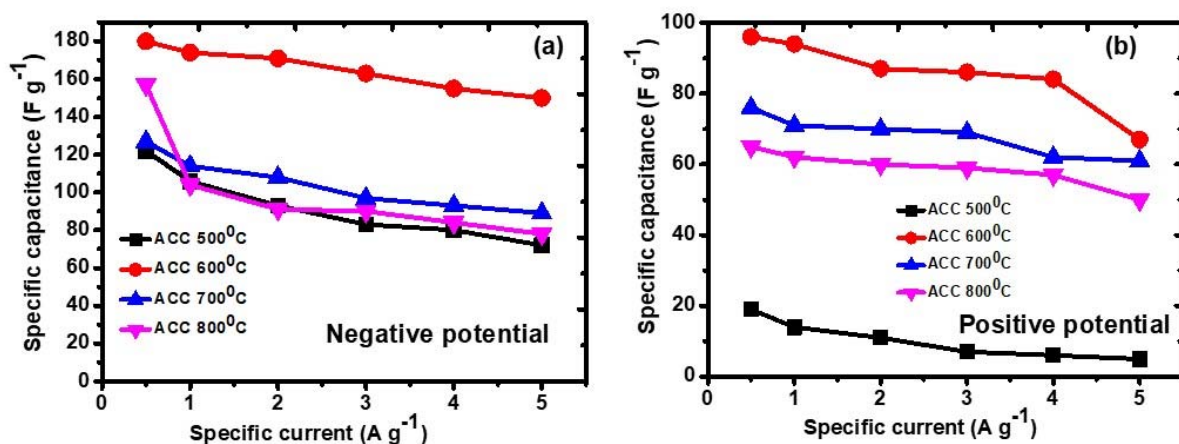 Specific capacitance (F g⁻¹)
180
160
140
120
100
80
60
40
20
0
(a)
ACC 500⁰C
ACC 600⁰C
ACC 700⁰C
ACC 800⁰C
Negative potential
0 1 2 3 4 5
Specific current (A g⁻¹)
Specific capacitance (F g⁻¹)
100
80
60
40
20
0
(b)
ACC 500⁰C
ACC 600⁰C
ACC 700⁰C
ACC 800⁰C
Positive potential
0 1 2 3 4 5
Specific current (A g⁻¹)